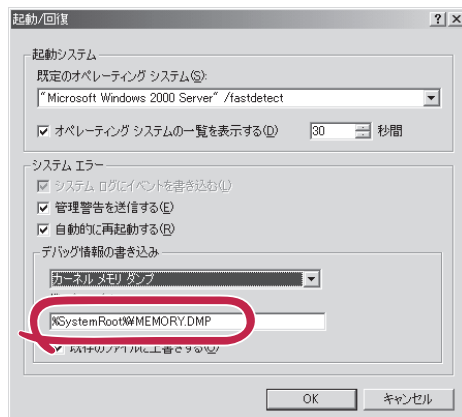 起動/回復
起動システム
既定のオペレーティング システム(S):
"Microsoft Windows 2000 Server" /fastdetect
オペレーティング システムの一覧を表示する(D) 30 秒間
システム エラー
システム ログにイベントを書き込む(L)
管理警告を送信する(E)
自動的に再起動する(R)
デバッグ情報の書き込み
カーネル メモリ ダンプ
%SystemRoot%¥MEMORY.DMP
既存のファイルに上書きする(O)
OK キャンセル